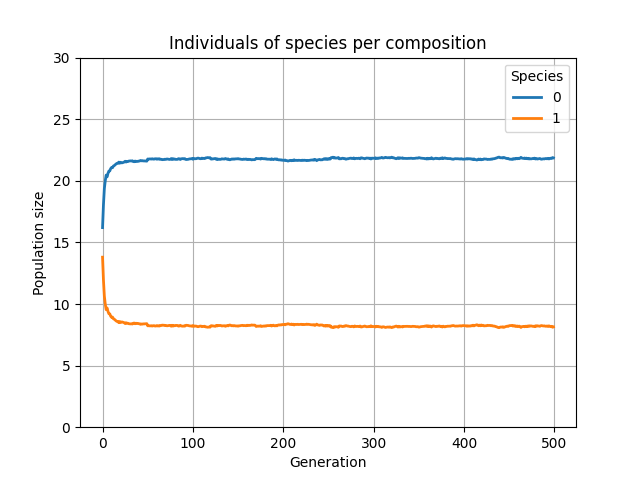 Individuals of species per composition
Species
0
1
30
25
20
15
10
5
0
Population size
0 100 200 300 400 500
Generation